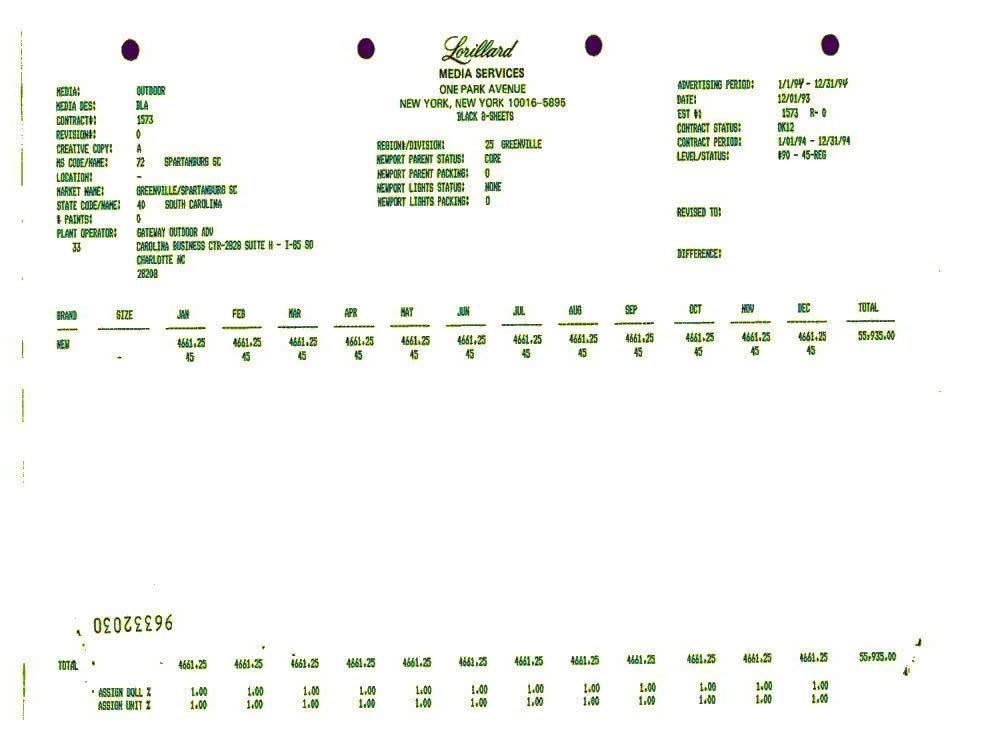 Lorillard
MEDIA SERVICES
ONE PARK AVENUE
NEW YORK, NEW YORK 10016-5895
BLACK 8-SHEETS
MEDIA: OUTDOOR
MEDIA DES: BLA
CONTRACT#: 1573
REVISION#: 0
CREATIVE COPY: A
MS CODE/NAME: 72 SPARTANBURG SC
LOCATION: -
MARKET NAME: GREENVILLE/SPARTANBURG SC
STATE CODE/NAME: 40 SOUTH CAROLINA
# PAINTS: 0
PLANT OPERATOR: GATEWAY OUTDOOR ADV
33 CAROLINA BUSINESS CTR-2828 SUITE H - I-85 SO
CHARLOTTE NC
28208
REGION#/DIVISION: 25 GREENVILLE
NEWPORT PARENT STATUS: CORE
NEWPORT PARENT PACKING: 0
NEWPORT LIGHTS STATUS: NONE
NEWPORT LIGHTS PACKING: 0
ADVERTISING PERIOD: 1/1/94 - 12/31/94
DATE: 12/01/93
EST #: 1573 R- 0
CONTRACT STATUS: OK12
CONTRACT PERIOD: 1/01/94 - 12/31/94
LEVEL/STATUS: #90 - 45-REG
REVISED TO:
DIFFERENCE:
BRAND SIZE JAN FEB MAR APR MAY JUN JUL AUG SEP OCT NOV DEC TOTAL
NEW 4661.25 4661.25 4661.25 4661.25 4661.25 4661.25 4661.25 4661.25 4661.25 4661.25 4661.25 4661.25 55,935.00
- 45 45 45 45 45 45 45 45 45 45 45 45
96332030
TOTAL 4661.25 4661.25 4661.25 4661.25 4661.25 4661.25 4661.25 4661.25 4661.25 4661.25 4661.25 4661.25 55,935.00
ASSIGN DOLL % 1.00 1.00 1.00 1.00 1.00 1.00 1.00 1.00 1.00 1.00 1.00 1.00
ASSIGN UNIT % 1.00 1.00 1.00 1.00 1.00 1.00 1.00 1.00 1.00 1.00 1.00 1.00